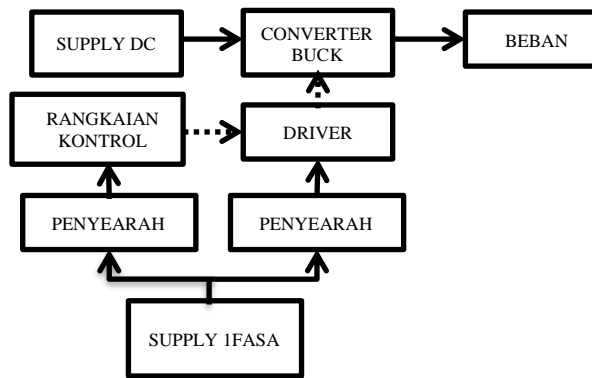 SUPPLY DC
CONVERTER
BUCK
BEBAN
RANGKAIAN
KONTROL
DRIVER
PENYEARAH
PENYEARAH
SUPPLY 1FASA